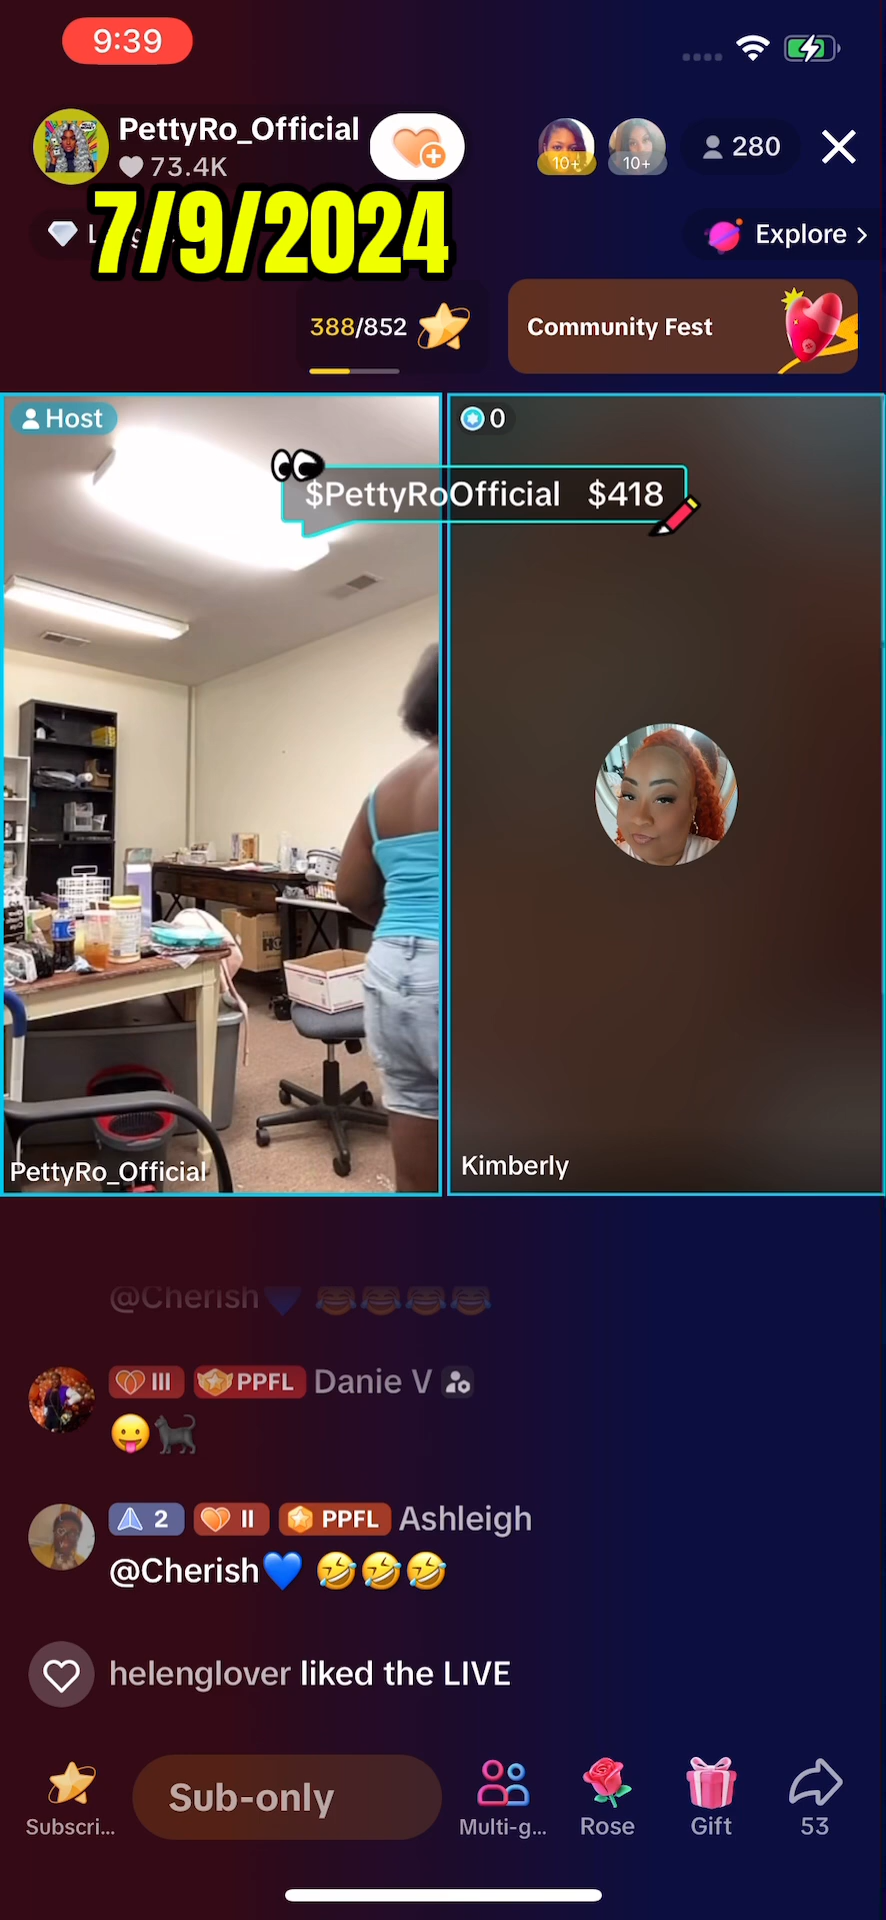 9:39
PettyRo_Official
73.4K
10+
10+
280
7/9/2024
Explore >
388/852
Community Fest
Host
0
$PettyRoOfficial $418
PettyRo_Official
Kimberly
@Cherish💙 😂😂😂😂
III PPFL Danie V
😛🐈‍⬛
2 II PPFL Ashleigh
@Cherish💙 🤣🤣🤣
helenglover liked the LIVE
Subscri...
Sub-only
Multi-g...
Rose
Gift
53